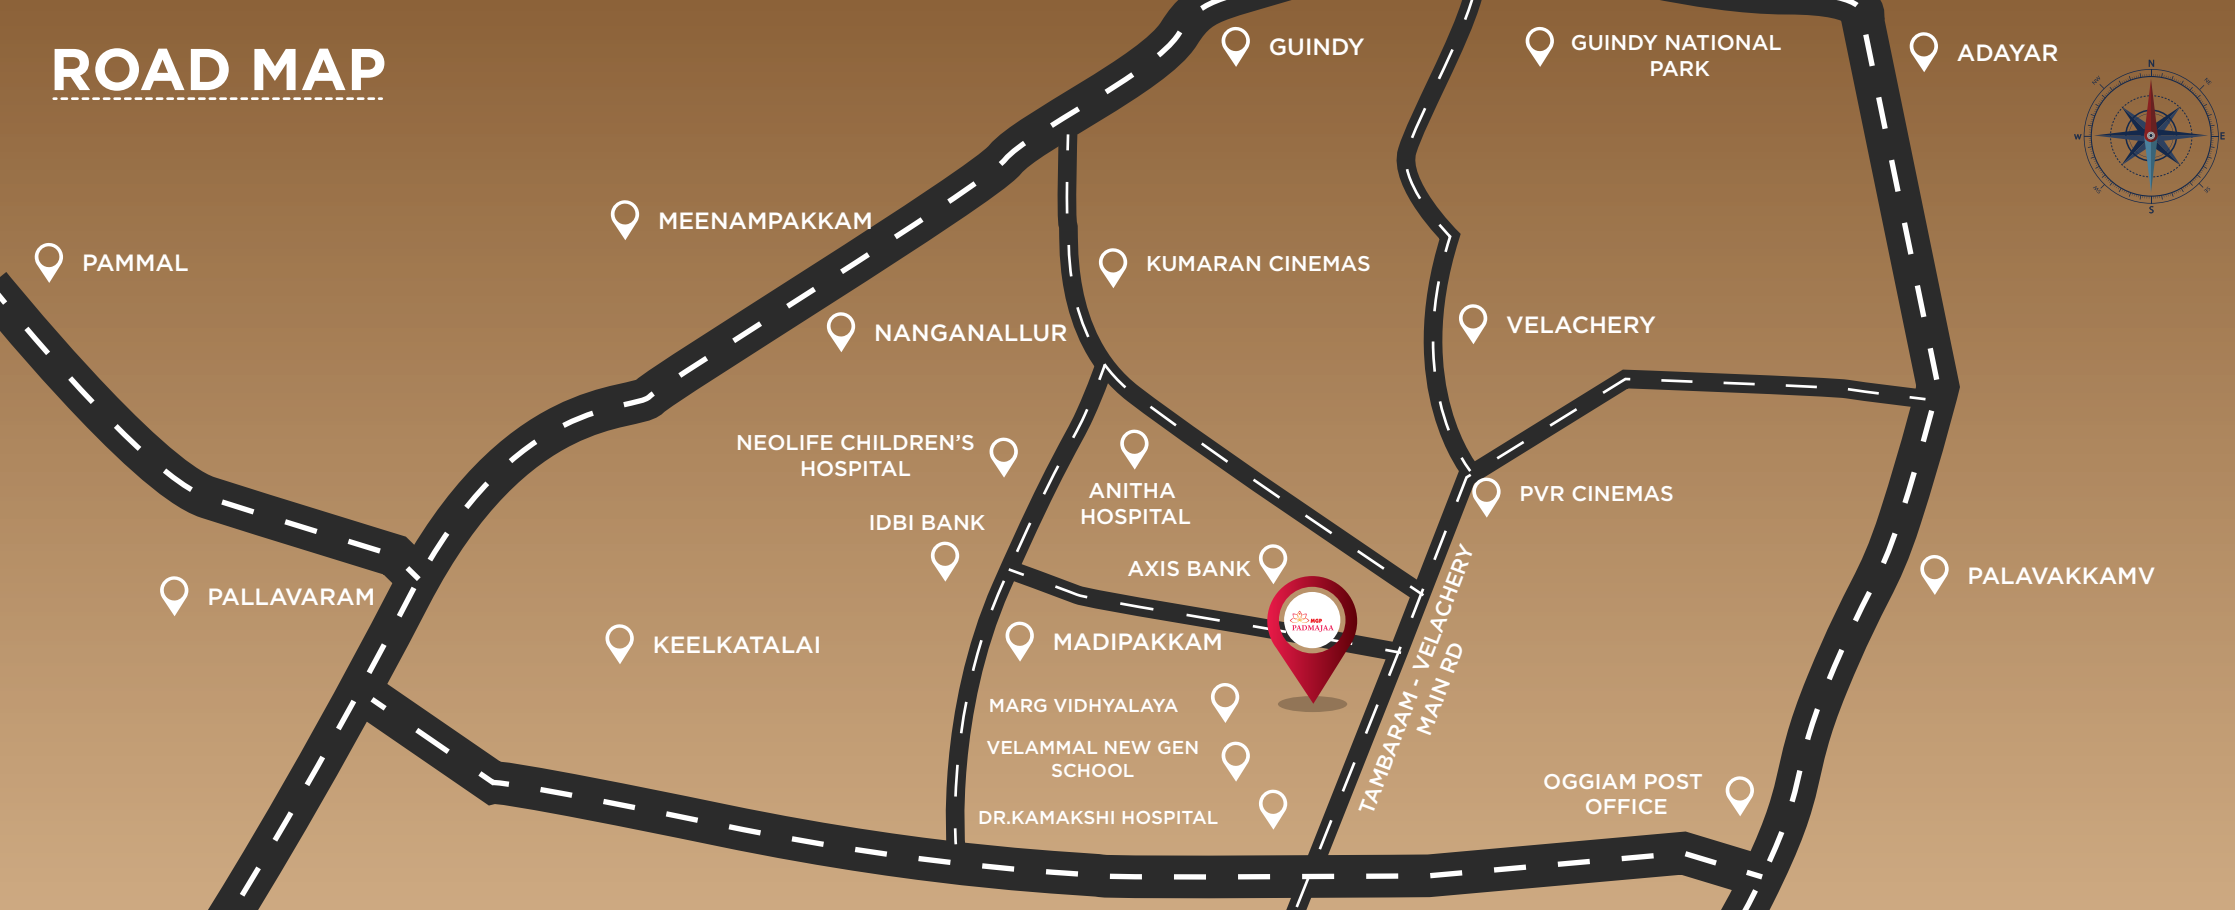 ROAD MAP
GUINDY
GUINDY NATIONAL
PARK
ADAYAR
N
W
E
S
MEENAMPAKKAM
PAMMAL
KUMARAN CINEMAS
NANGANALLUR
VELACHERY
NEOLIFE CHILDREN'S
HOSPITAL
ANITHA
HOSPITAL
PVR CINEMAS
IDBI BANK
AXIS BANK
PALLAVARAM
PALAVAKKAMV
MGP
PADMAJAA
KEELKATALAI
MADIPAKKAM
TAMBARAM - VELACHERY
MAIN RD
MARG VIDHYALAYA
VELAMMAL NEW GEN
SCHOOL
OGGIAM POST
OFFICE
DR.KAMAKSHI HOSPITAL